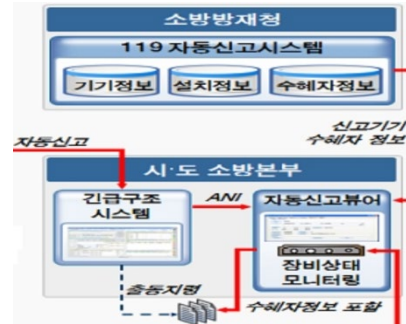 소방방재청
119 자동신고시스템
기기정보 설치정보 수혜자정보
신고기기
수혜자 정보
자동신고
시·도 소방본부
긴급구조
시스템
ANI
자동신고뷰어
장비상태
모니터링
출동지령
수혜자정보 포함